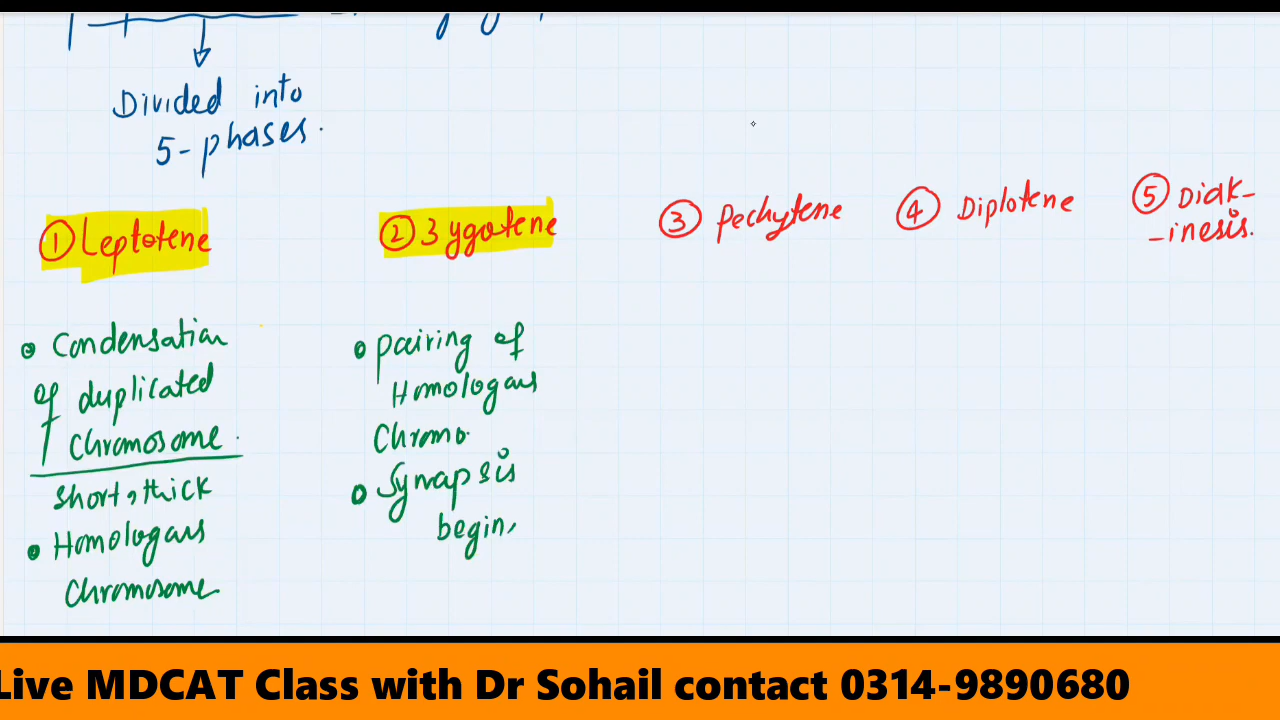 Divided into
5-phases.
① Leptotene
② Zygotene
③ Pechytene
④ Diplotene
⑤ Diak-
-inesis.
• Condensation
of duplicated
Chromosome.
Short, thick
• Homologous
Chromosome
• Pairing of
Homologous
Chromo.
• Synapsis
begin,
Live MDCAT Class with Dr Sohail contact 0314-9890680